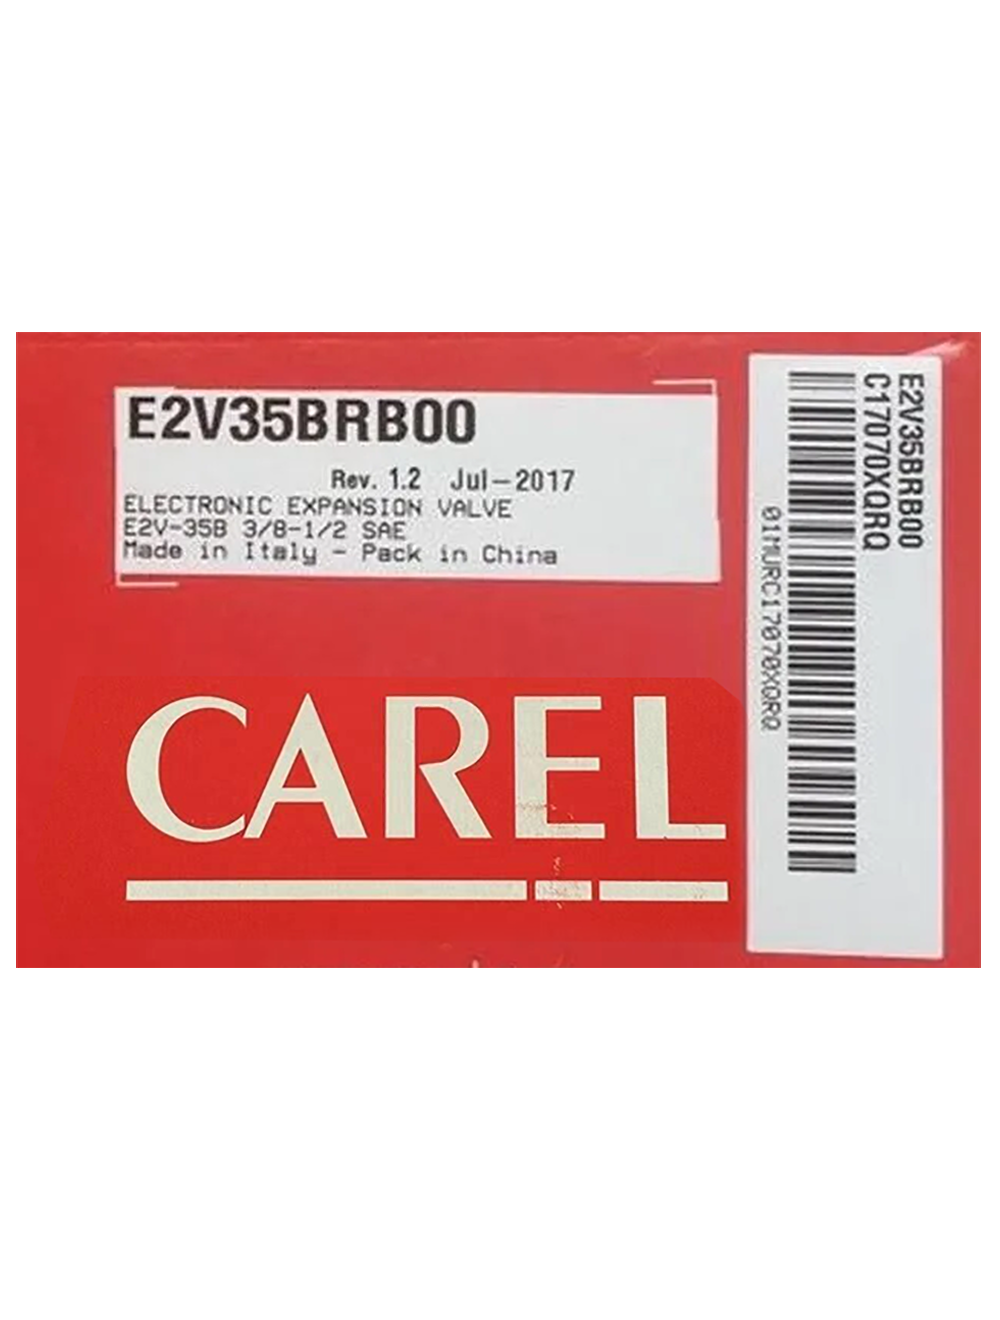 E2V35BRB00
Rev. 1.2 Jul-2017
ELECTRONIC EXPANSION VALVE
E2V-35B 3/8-1/2 SAE
Made in Italy - Pack in China
CAREL
E2V35BRB00
C17070XQRQ
01MURC17070XQRQ